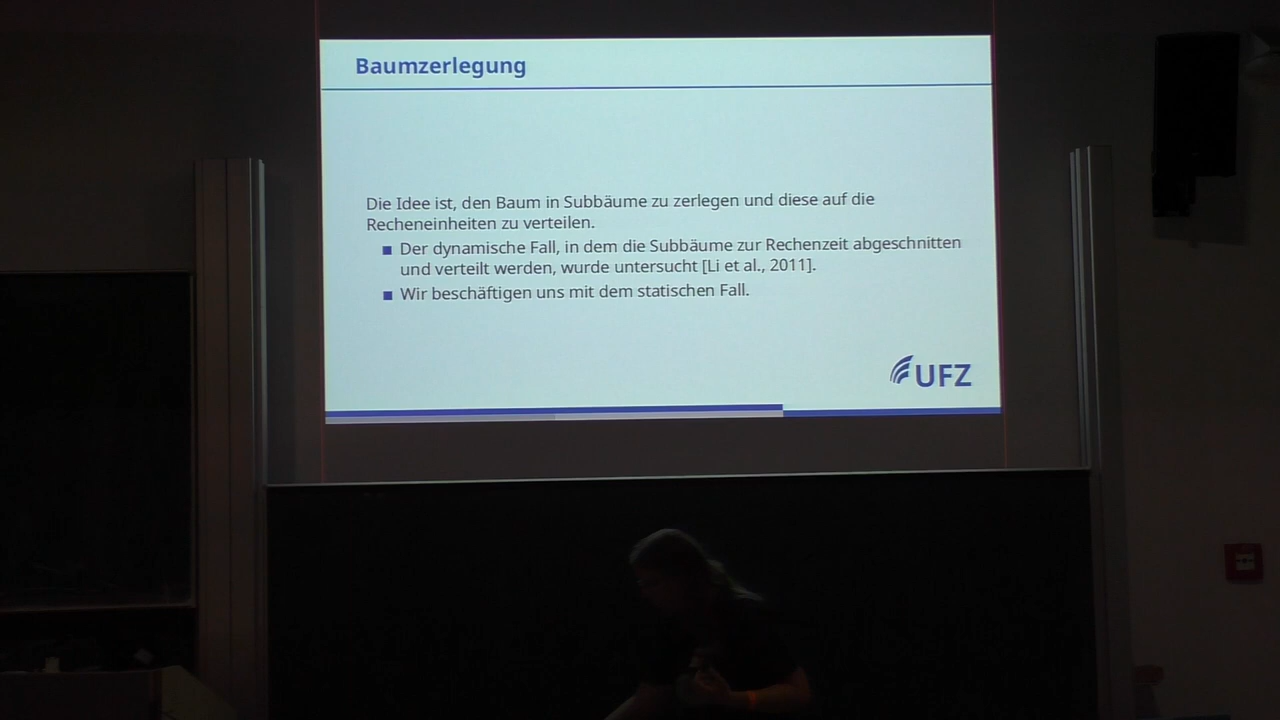 Baumzerlegung
Die Idee ist, den Baum in Subbäume zu zerlegen und diese auf die
Recheneinheiten zu verteilen.
Der dynamische Fall, in dem die Subbäume zur Rechenzeit abgeschnitten
und verteilt werden, wurde untersucht [Li et al., 2011].
Wir beschäftigen uns mit dem statischen Fall.
UFZ